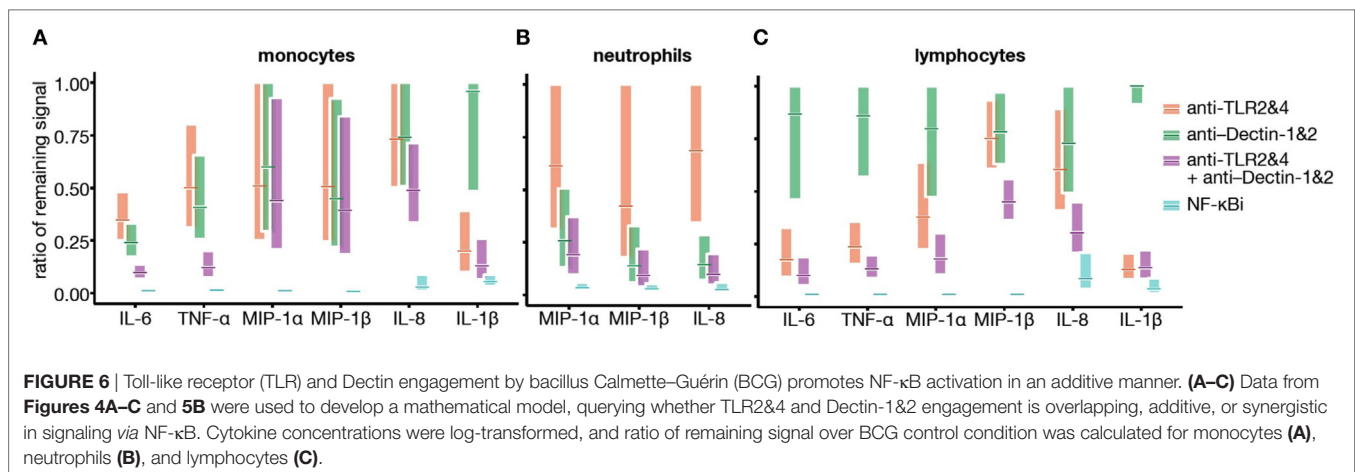 A
monocytes
B
neutrophils
C
lymphocytes
ratio of remaining signal
1.00
0.75
0.50
0.25
0.00
IL-6 TNF-α MIP-1α MIP-1β IL-8 IL-1β
MIP-1α MIP-1β IL-8
IL-6 TNF-α MIP-1α MIP-1β IL-8 IL-1β
anti-TLR2&4
anti–Dectin-1&2
anti-TLR2&4
+ anti–Dectin-1&2
NF-κBi
FIGURE 6 | Toll-like receptor (TLR) and Dectin engagement by bacillus Calmette–Guérin (BCG) promotes NF-κB activation in an additive manner. (A–C) Data from
Figures 4A–C and 5B were used to develop a mathematical model, querying whether TLR2&4 and Dectin-1&2 engagement is overlapping, additive, or synergistic
in signaling via NF-κB. Cytokine concentrations were log-transformed, and ratio of remaining signal over BCG control condition was calculated for monocytes (A),
neutrophils (B), and lymphocytes (C).